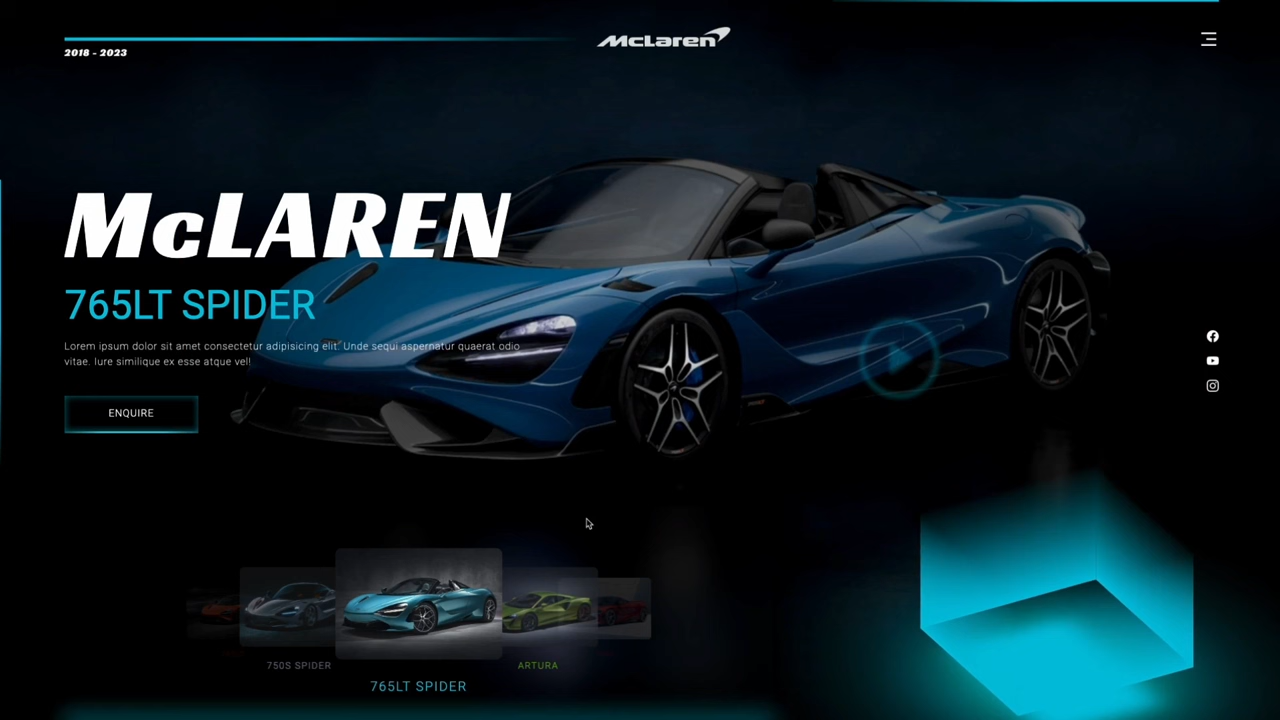 McLaren
2018 - 2023
McLAREN
765LT SPIDER
Lorem ipsum dolor sit amet consectetur adipisicing elit. Unde sequi aspernatur quaerat odio
vitae. Iure similique ex esse atque vel!
ENQUIRE
750S SPIDER
ARTURA
765LT SPIDER